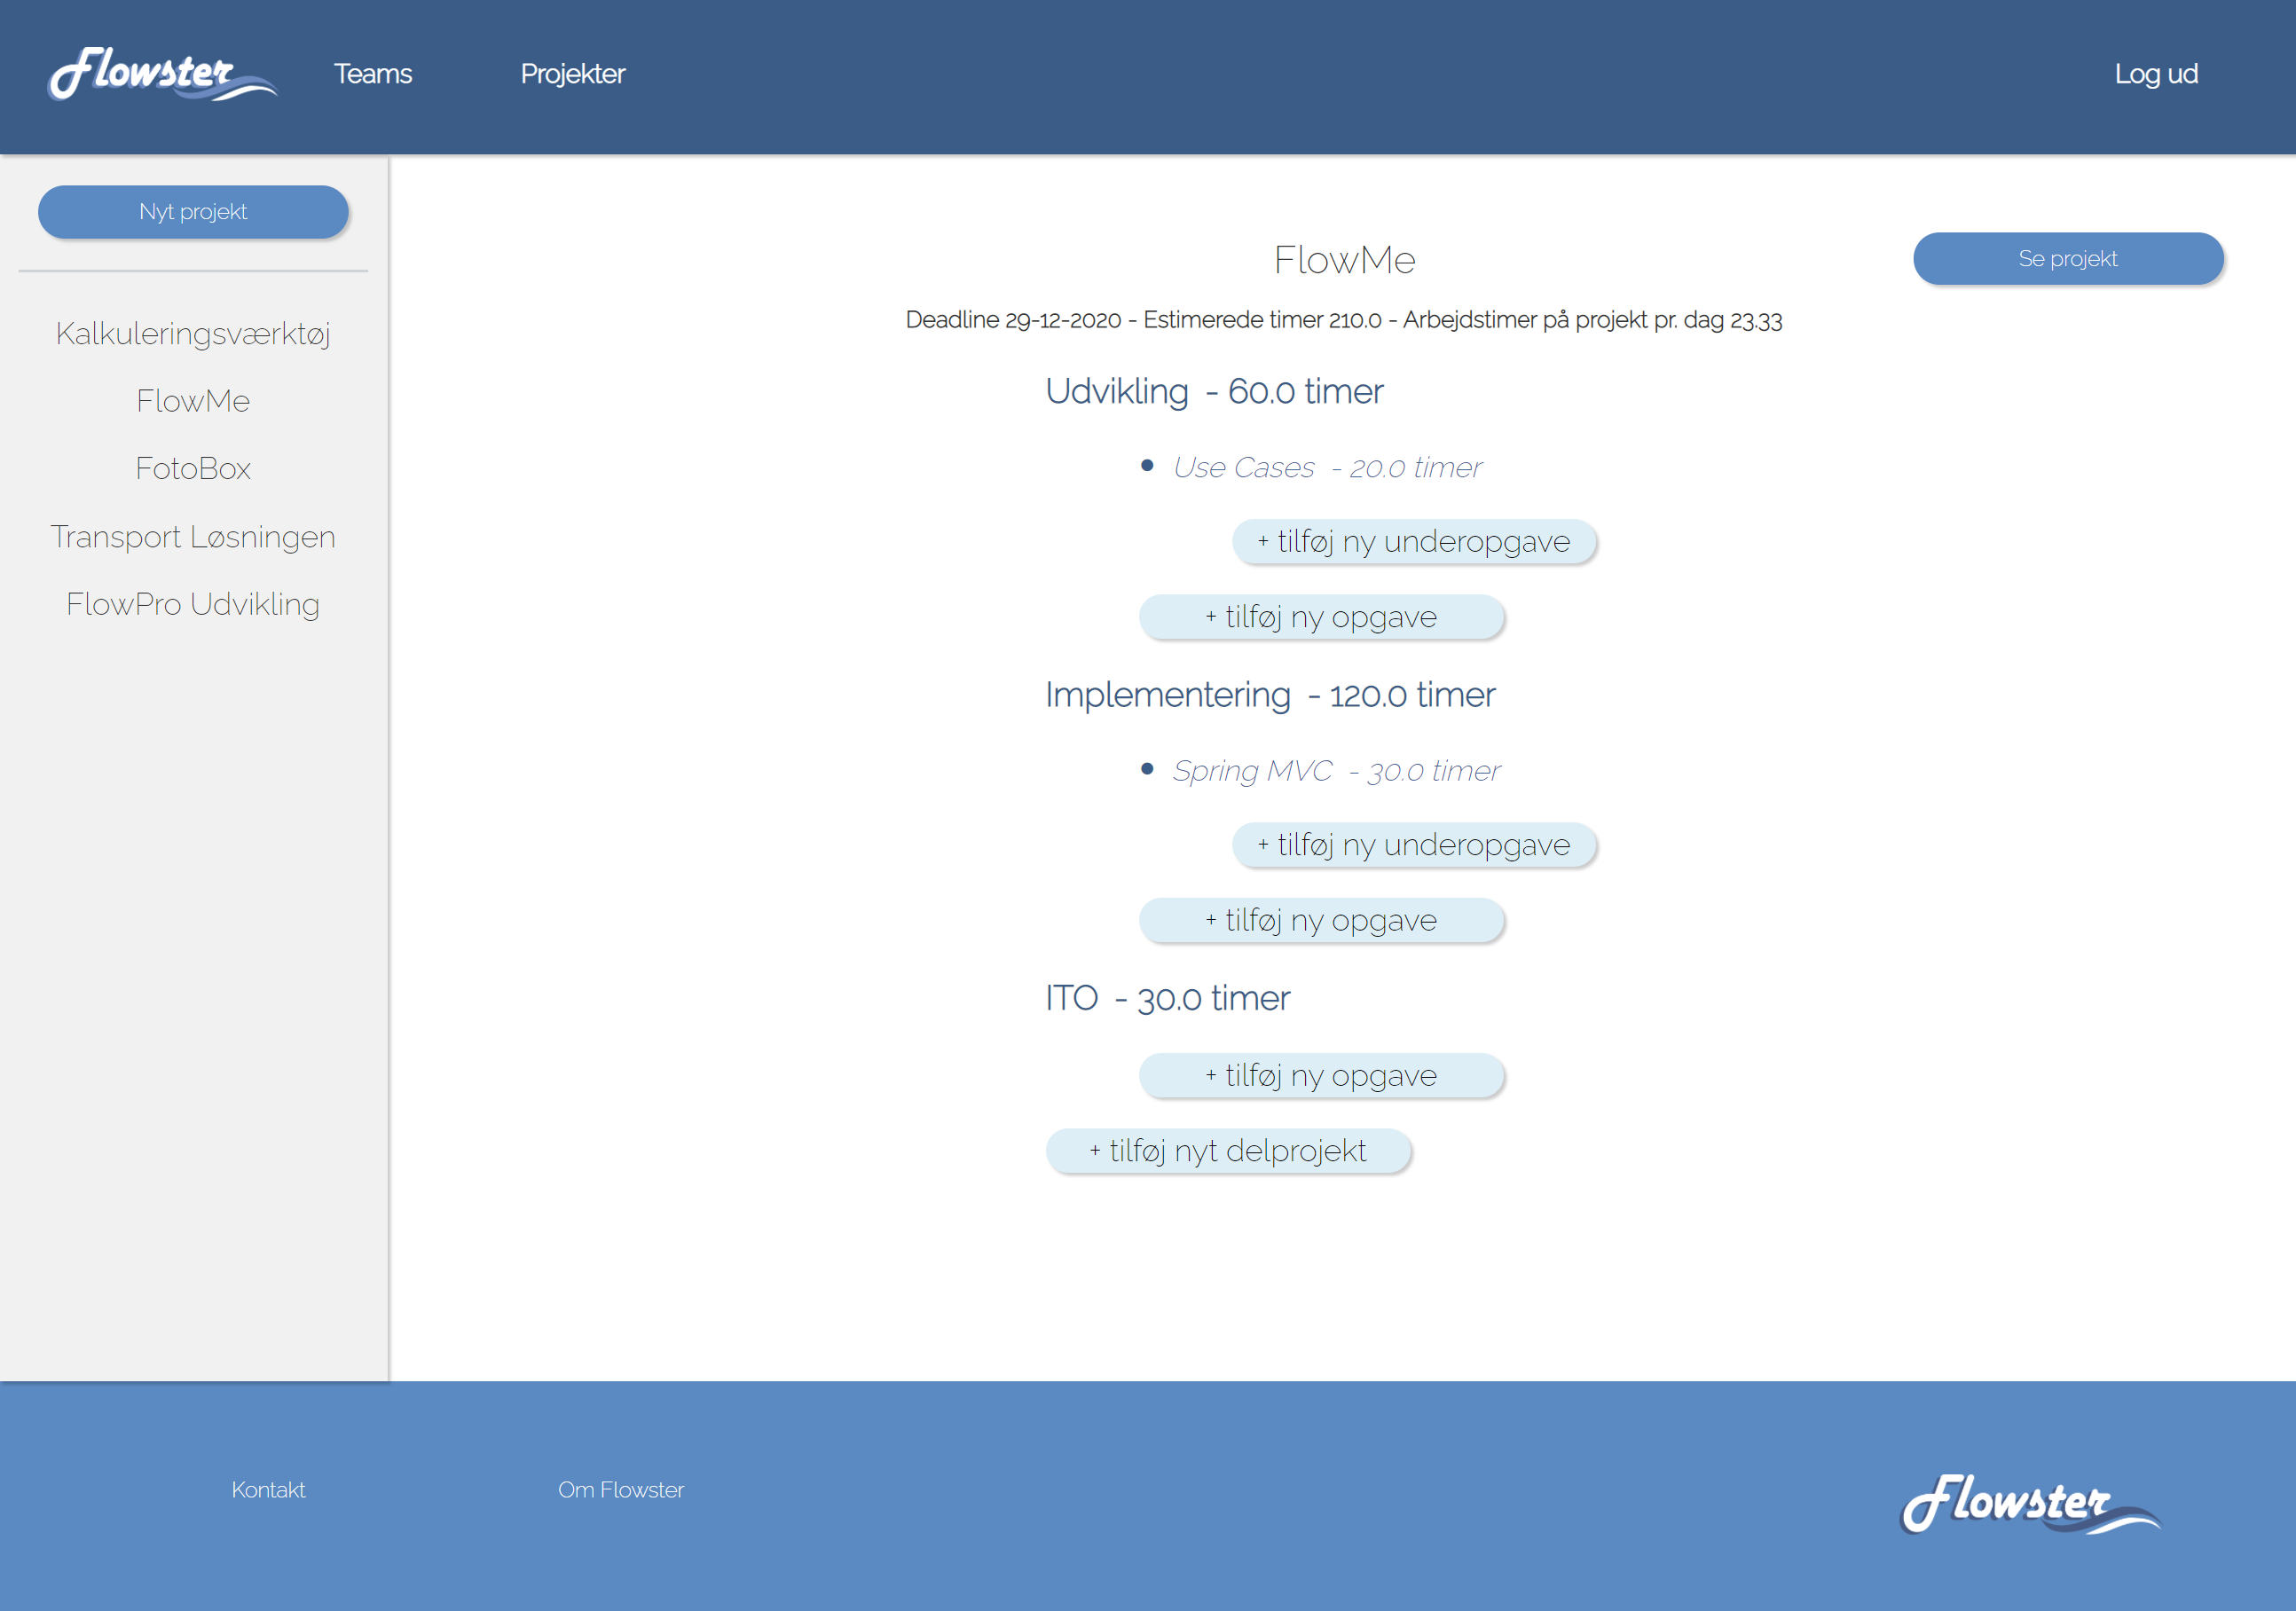 Flowster
Teams
Projekter
Log ud
Nyt projekt
Kalkuleringsværktøj
FlowMe
FotoBox
Transport Løsningen
FlowPro Udvikling
FlowMe
Se projekt
Deadline 29-12-2020 - Estimerede timer 210.0 - Arbejdstimer på projekt pr. dag 23.33
Udvikling - 60.0 timer
• Use Cases - 20.0 timer
+ tilføj ny underopgave
+ tilføj ny opgave
Implementering - 120.0 timer
• Spring MVC - 30.0 timer
+ tilføj ny underopgave
+ tilføj ny opgave
ITO - 30.0 timer
+ tilføj ny opgave
+ tilføj nyt delprojekt
Kontakt
Om Flowster
Flowster